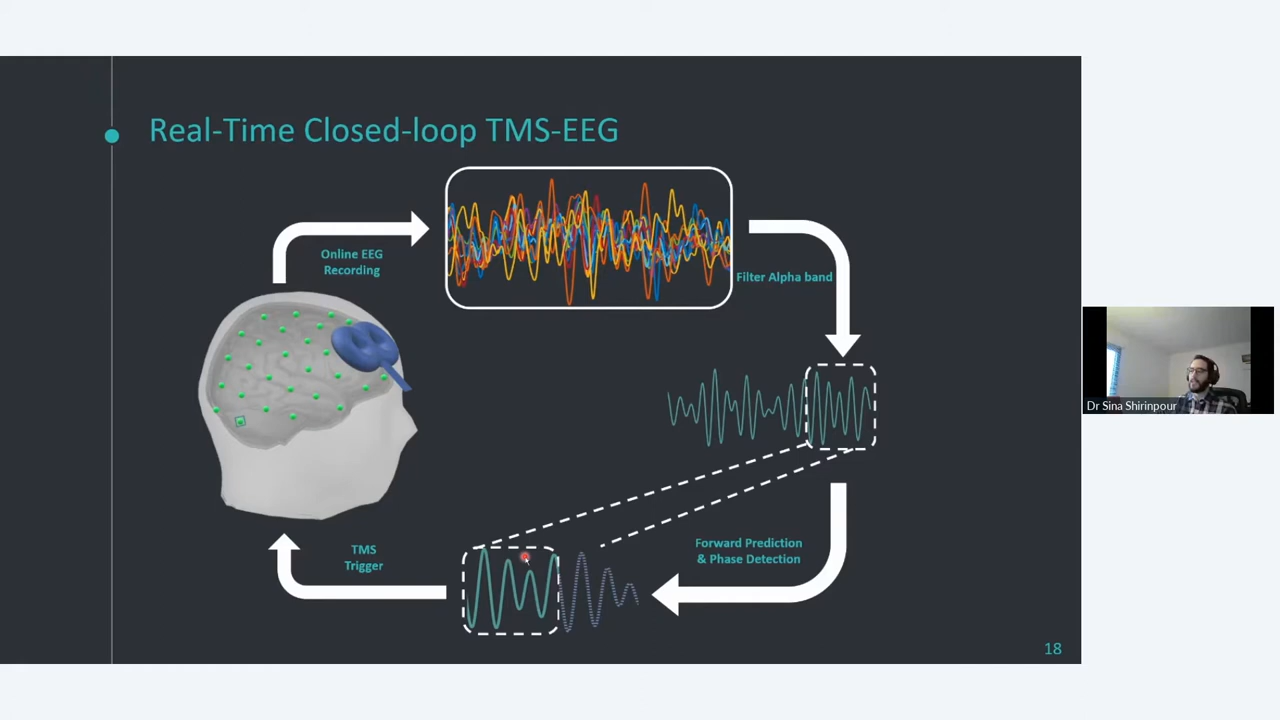 Real-Time Closed-loop TMS-EEG
Online EEG
Recording
Filter Alpha band
Dr Sina Shirinpour
Forward Prediction
& Phase Detection
TMS
Trigger
18